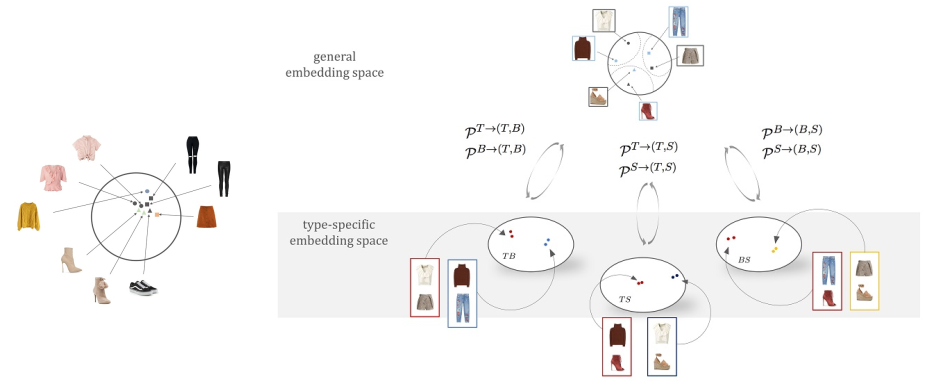 general
embedding space
𝒫^{T→(T,B)}
𝒫^{B→(T,B)}
𝒫^{T→(T,S)}
𝒫^{S→(T,S)}
𝒫^{B→(B,S)}
𝒫^{S→(B,S)}
type-specific
embedding space
TB
TS
BS